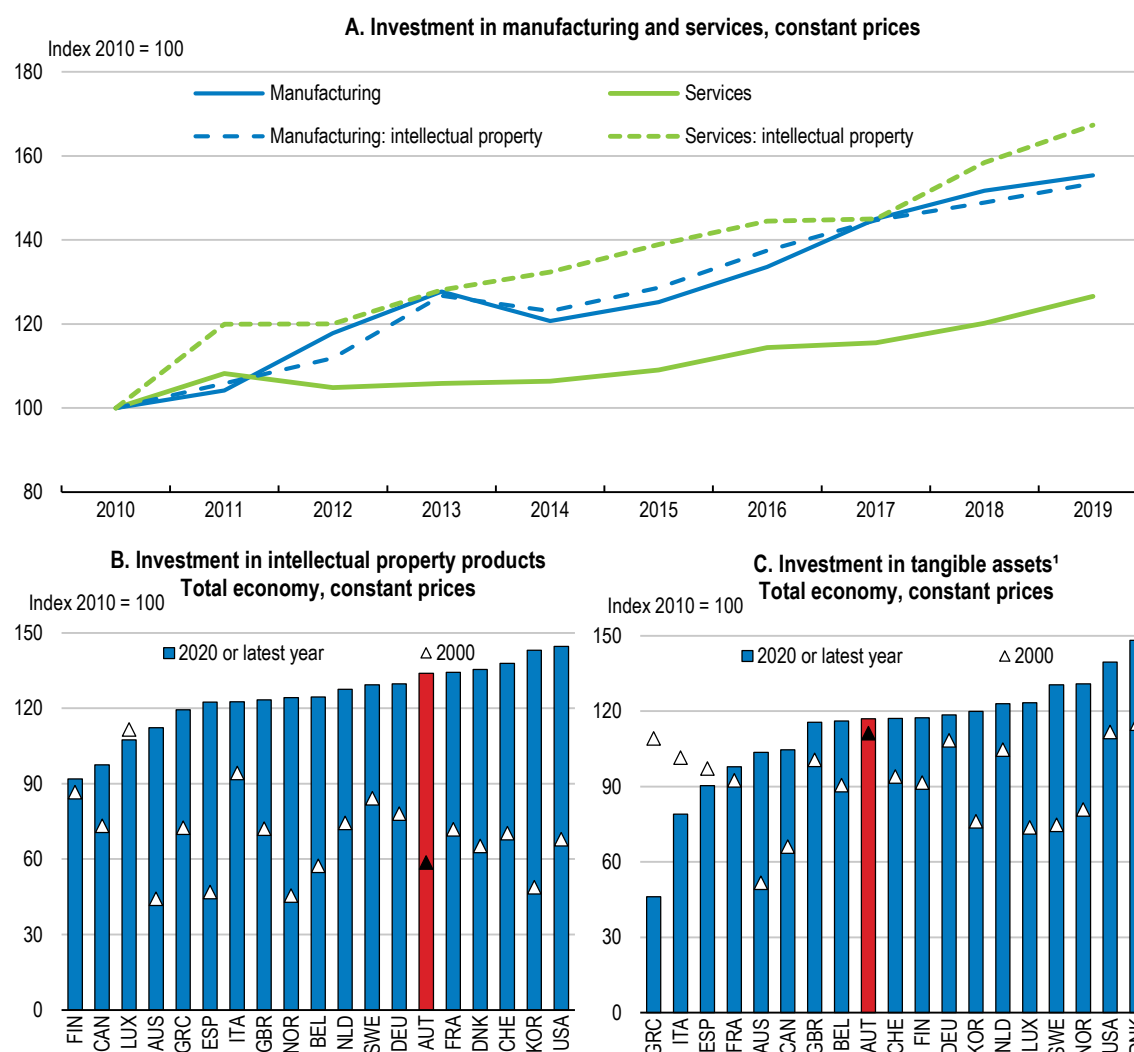 A. Investment in manufacturing and services, constant prices
Index 2010 = 100
180
Manufacturing
Services
Manufacturing: intellectual property
Services: intellectual property
160
140
120
100
80
2010 2011 2012 2013 2014 2015 2016 2017 2018 2019
B. Investment in intellectual property products
Total economy, constant prices
Index 2010 = 100
150
2020 or latest year
2000
120
90
60
30
0
FIN CAN LUX AUS GRC ESP ITA GBR NOR BEL NLD SWE DEU AUT FRA DNK CHE KOR USA
C. Investment in tangible assets¹
Total economy, constant prices
Index 2010 = 100
150
2020 or latest year
2000
120
90
60
30
0
GRC ITA ESP FRA AUS CAN GBR BEL AUT CHE FIN DEU KOR NLD LUX SWE NOR USA